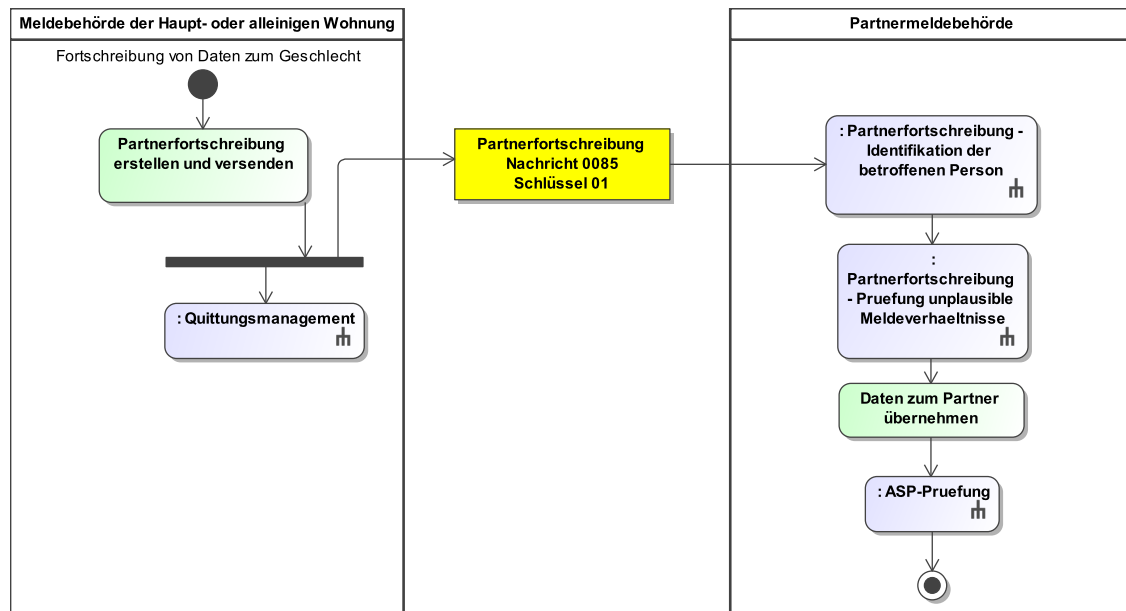 Meldebehörde der Haupt- oder alleinigen Wohnung
Fortschreibung von Daten zum Geschlecht
Partnerfortschreibung
erstellen und versenden
: Quittungsmanagement
Partnerfortschreibung
Nachricht 0085
Schlüssel 01
Partnermeldebehörde
: Partnerfortschreibung -
Identifikation der
betroffenen Person
:
Partnerfortschreibung
- Pruefung unplausible
Meldeverhaeltnisse
Daten zum Partner
übernehmen
: ASP-Pruefung